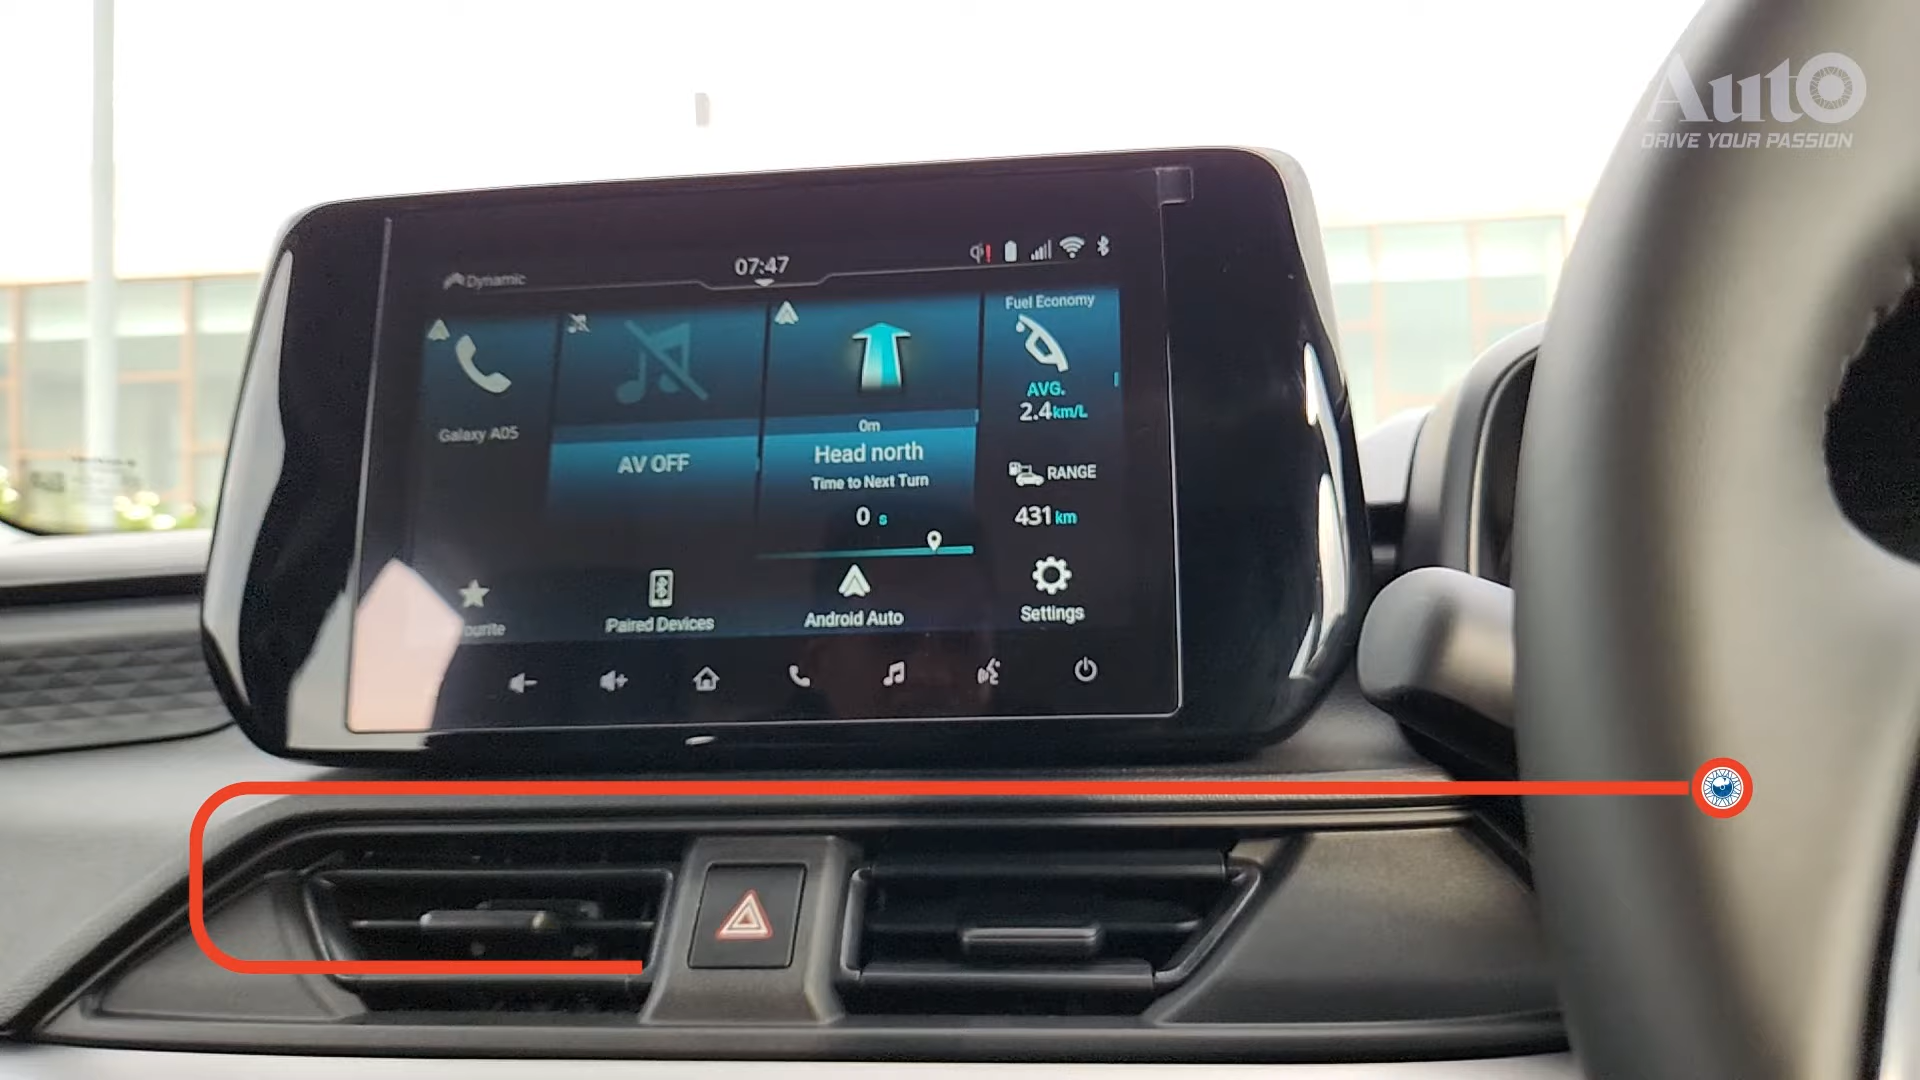 Auto
DRIVE YOUR PASSION
07:47
Dynamic
Fuel Economy
AVG.
2.4km/L
Galaxy A05
AV OFF
0m
Head north
Time to Next Turn
0 s
RANGE
431 km
Paired Devices
Android Auto
Settings